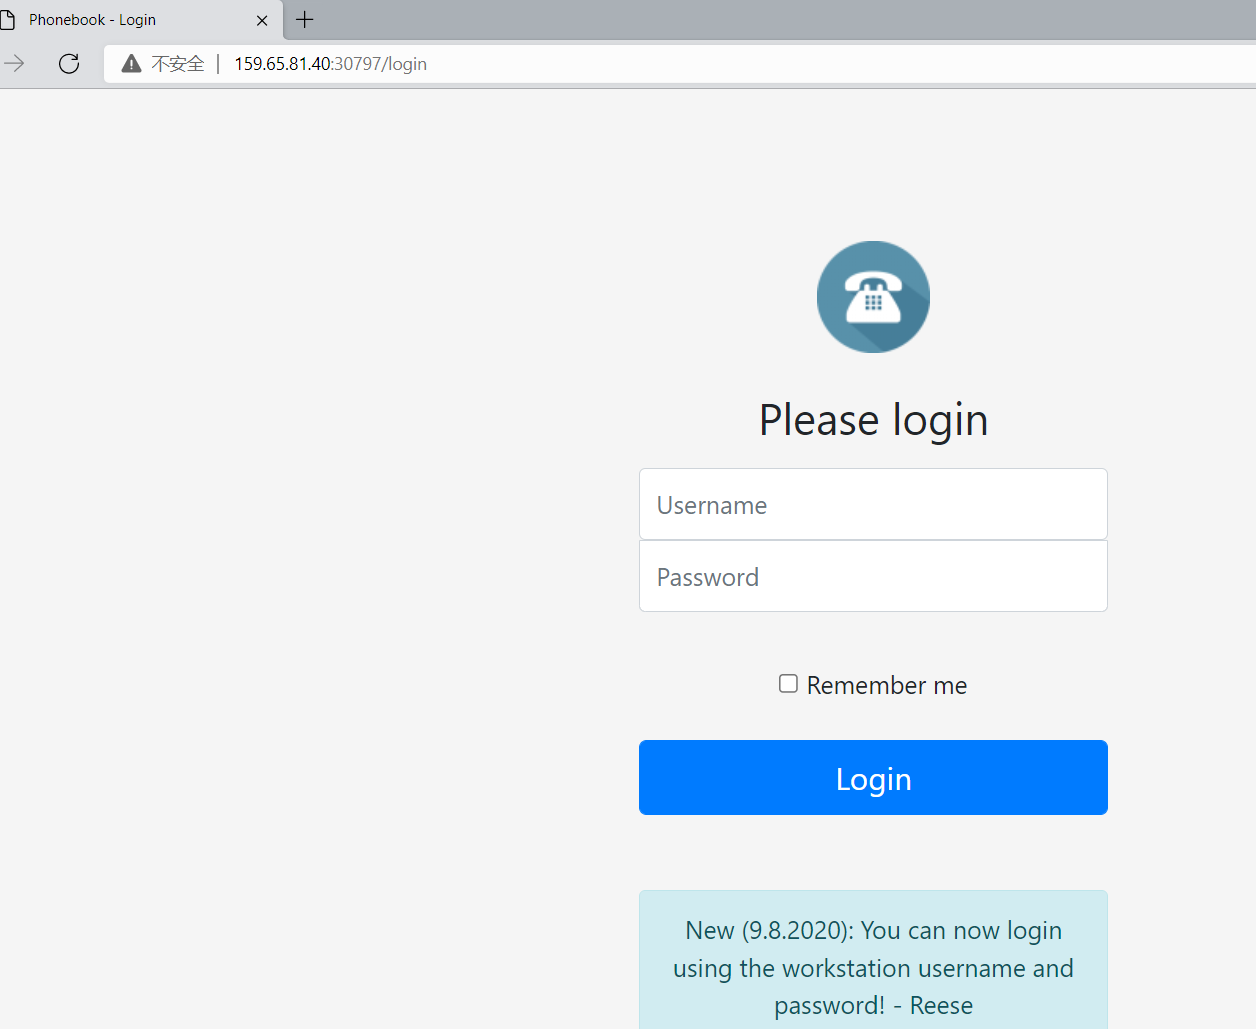 Phonebook - Login
不安全 | 159.65.81.40:30797/login
Please login
Username
Password
Remember me
Login
New (9.8.2020): You can now login
using the workstation username and
password! - Reese